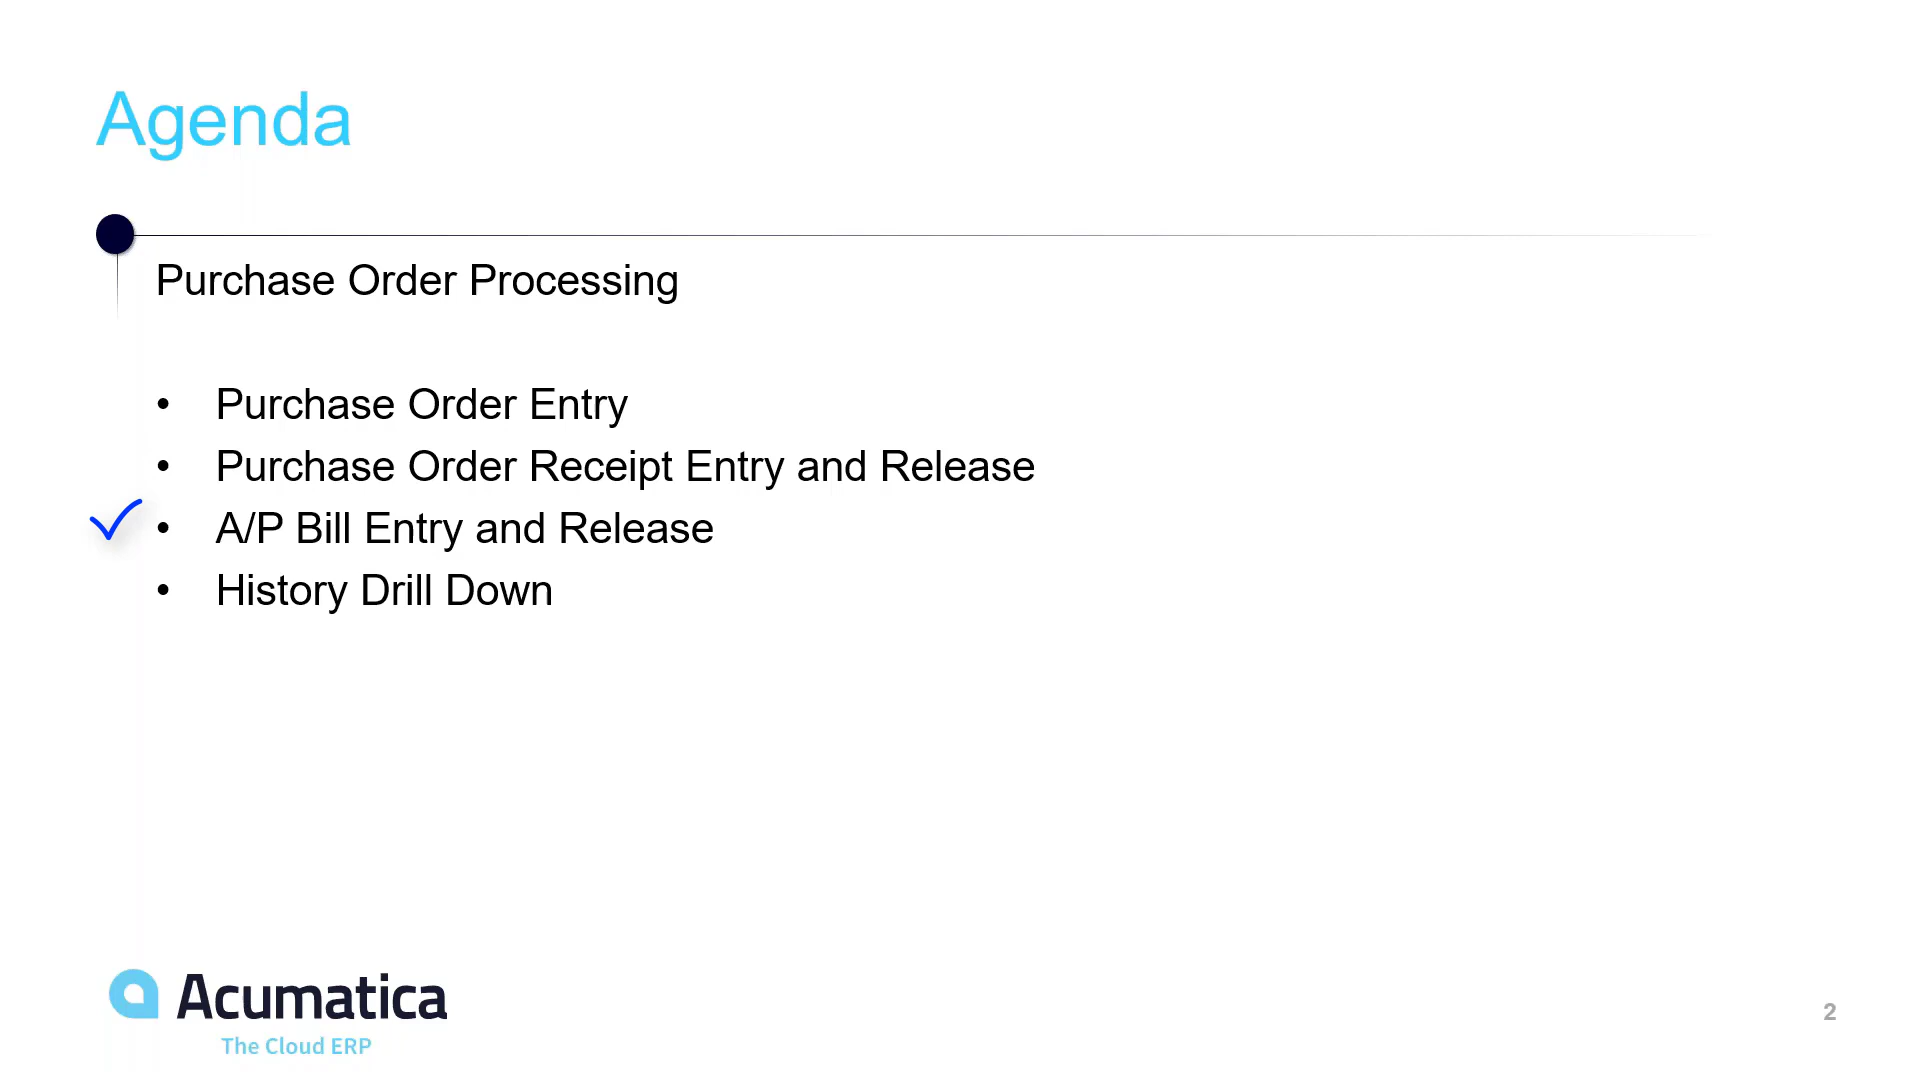 Agenda
Purchase Order Processing
• Purchase Order Entry
• Purchase Order Receipt Entry and Release
• A/P Bill Entry and Release
• History Drill Down
Acumatica
The Cloud ERP
2